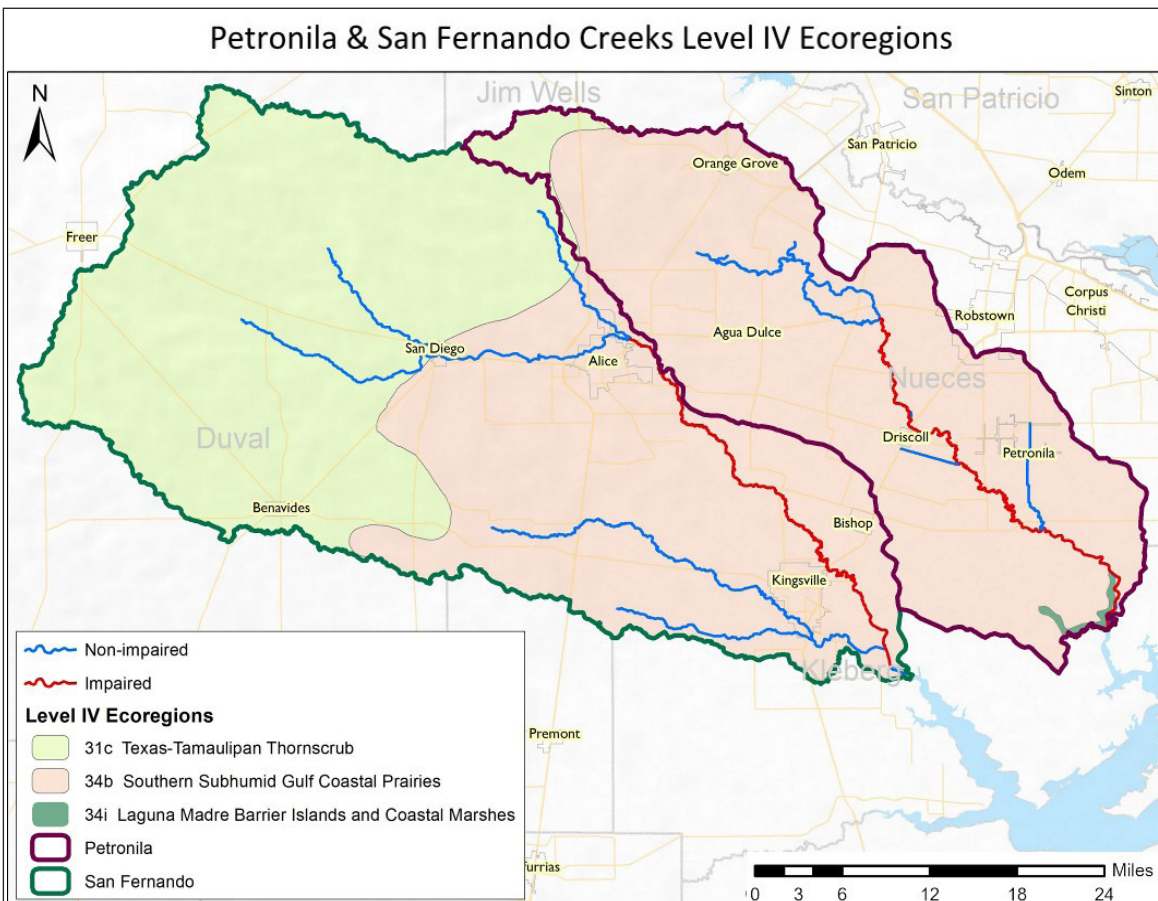 Petronila & San Fernando Creeks Level IV Ecoregions
N
Jim Wells
San Patricio
Sinton
San Patricio
Orange Grove
Odem
Freer
Corpus
Christi
Robstown
Agua Dulce
San Diego
Alice
Nueces
Duval
Driscoll
Petronila
Benavides
Bishop
Kingsville
Kleberg
Premont
furrias
Non-impaired
Impaired
Level IV Ecoregions
31c Texas-Tamaulipan Thornscrub
34b Southern Subhumid Gulf Coastal Prairies
34i Laguna Madre Barrier Islands and Coastal Marshes
Petronila
San Fernando
Miles
0 3 6 12 18 24